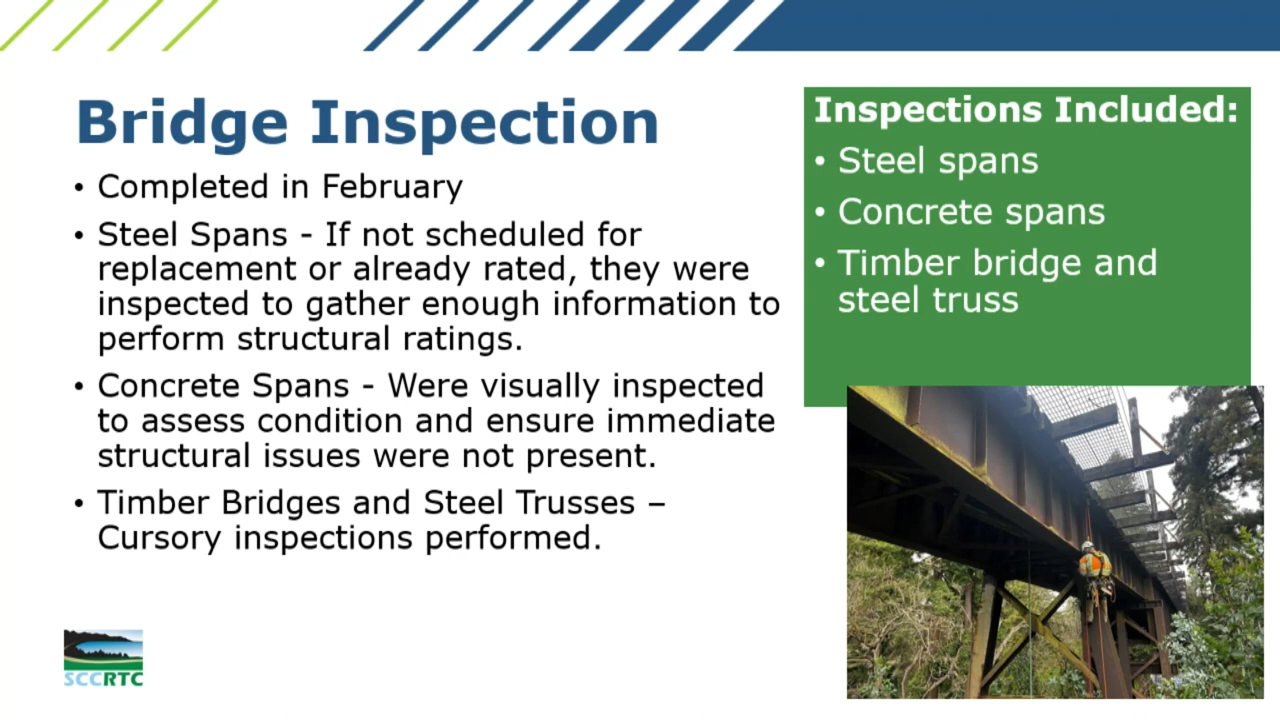 Bridge Inspection
• Completed in February
• Steel Spans - If not scheduled for
replacement or already rated, they were
inspected to gather enough information to
perform structural ratings.
• Concrete Spans - Were visually inspected
to assess condition and ensure immediate
structural issues were not present.
• Timber Bridges and Steel Trusses –
Cursory inspections performed.
Inspections Included:
• Steel spans
• Concrete spans
• Timber bridge and
steel truss
SCCRTC